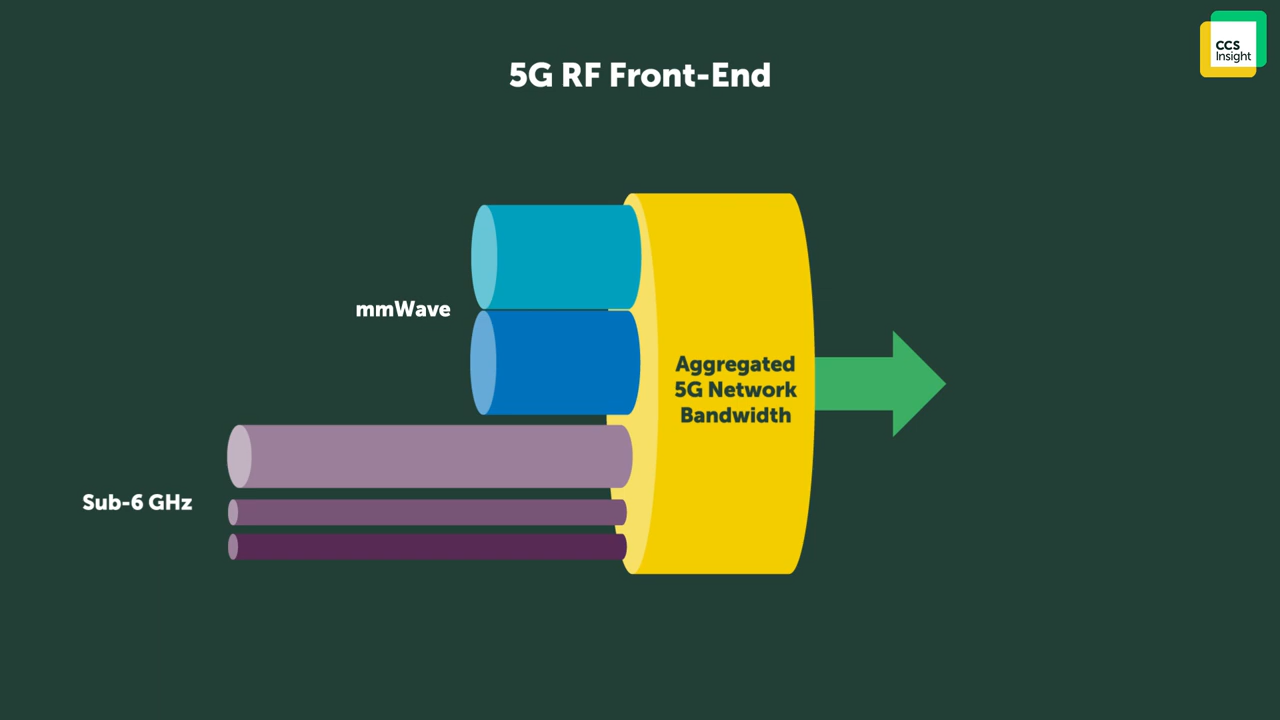 CCS
Insight
5G RF Front-End
mmWave
Aggregated
5G Network
Bandwidth
Sub-6 GHz